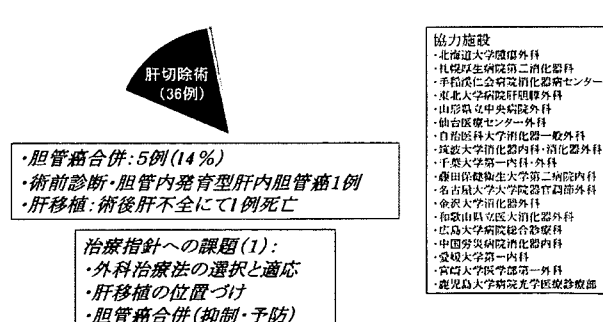 肝切除術
(36例)
・胆管癌合併:5例(14%)
・術前診断・胆管内発育型肝内胆管癌1例
・肝移植:術後肝不全にて1例死亡
治療指針への課題(1):
・外科治療法の選択と適応
・肝移植の位置づけ
・胆管癌合併(抑制・予防)
協力施設
・北海道大学腫瘍外科
・札幌厚生病院第二消化器科
・手稲渓仁会病院消化器病センター
・東北大学病院肝胆膵外科
・山形県立中央病院外科
・仙台医療センター外科
・自治医科大学消化器一般外科
・筑波大学消化器内科・消化器外科
・千葉大学第一内科・外科
・藤田保健衛生大学第二病院内科
・名古屋大学大学院器官調節外科
・金沢大学消化器外科
・和歌山県立医大消化器外科
・広島大学病院総合診療科
・中国労災病院消化器内科
・愛媛大学第一内科
・宮崎大学医学部第一外科
・鹿児島大学病院光学医療診療部